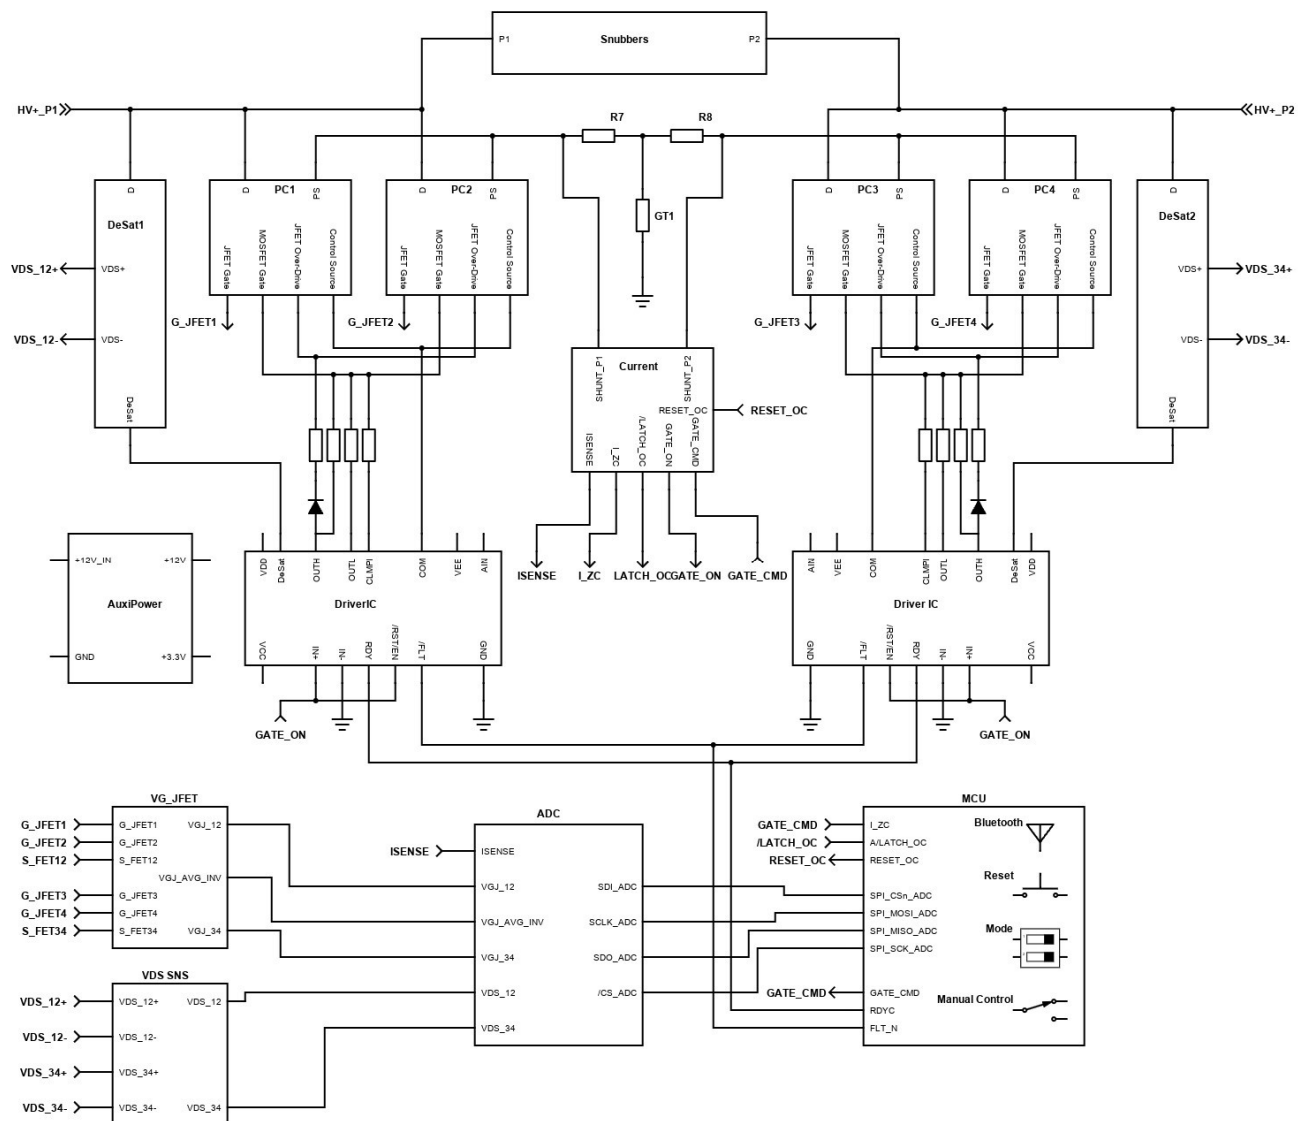 P1 Snubbers P2
HV+_P1
HV+_P2
R7 R8
D
DeSat1
VDS+
VDS-
DeSat
VDS_12+
VDS_12-
D PC1 PS
JFET Gate
MOSFET Gate
JFET Over-Drive
Control Source
G_JFET1
D PC2 PS
JFET Gate
MOSFET Gate
JFET Over-Drive
Control Source
G_JFET2
GT1
D PC3 PS
JFET Gate
MOSFET Gate
JFET Over-Drive
Control Source
G_JFET3
D PC4 PS
JFET Gate
MOSFET Gate
JFET Over-Drive
Control Source
G_JFET4
D
DeSat2
VDS+
VDS-
DeSat
VDS_34+
VDS_34-
SHUNT_P1
Current
SHUNT_P2
RESET_OC
RESET_OC
ISENSE
I_ZC
/LATCH_OC
GATE_ON
GATE_CMD
ISENSE
I_ZC
LATCH_OC
GATE_ON
GATE_CMD
+12V_IN
+12V
AuxiPower
GND
+3.3V
VDD
DeSat
OUTH
OUTL
CLMPI
COM
VEE
AIN
DriverIC
VCC
+IN
IN-
RDY
/RST/EN
/FLT
GND
GATE_ON
AIN
VEE
COM
CLMPI
OUTL
OUTH
DeSat
VDD
Driver IC
GND
/FLT
/RST/EN
RDY
IN-
+IN
VCC
GATE_ON
VG_JFET
G_JFET1
G_JFET2
S_FET12
G_JFET3
G_JFET4
S_FET34
G_JFET1
G_JFET2
S_FET12
G_JFET3
G_JFET4
S_FET34
VGJ_12
VGJ_AVG_INV
VGJ_34
VDS SNS
VDS_12+
VDS_12-
VDS_34+
VDS_34-
VDS_12+
VDS_12-
VDS_34+
VDS_34-
VDS_12
VDS_34
ADC
ISENSE
ISENSE
VGJ_12
VGJ_AVG_INV
VGJ_34
VDS_12
VDS_34
SDI_ADC
SCLK_ADC
SDO_ADC
/CS_ADC
MCU
GATE_CMD
/LATCH_OC
RESET_OC
GATE_CMD
I_ZC
A/LATCH_OC
RESET_OC
SPI_CSn_ADC
SPI_MOSI_ADC
SPI_MISO_ADC
SPI_SCK_ADC
GATE_CMD
RDYC
FLT_N
Bluetooth
Reset
Mode
Manual Control